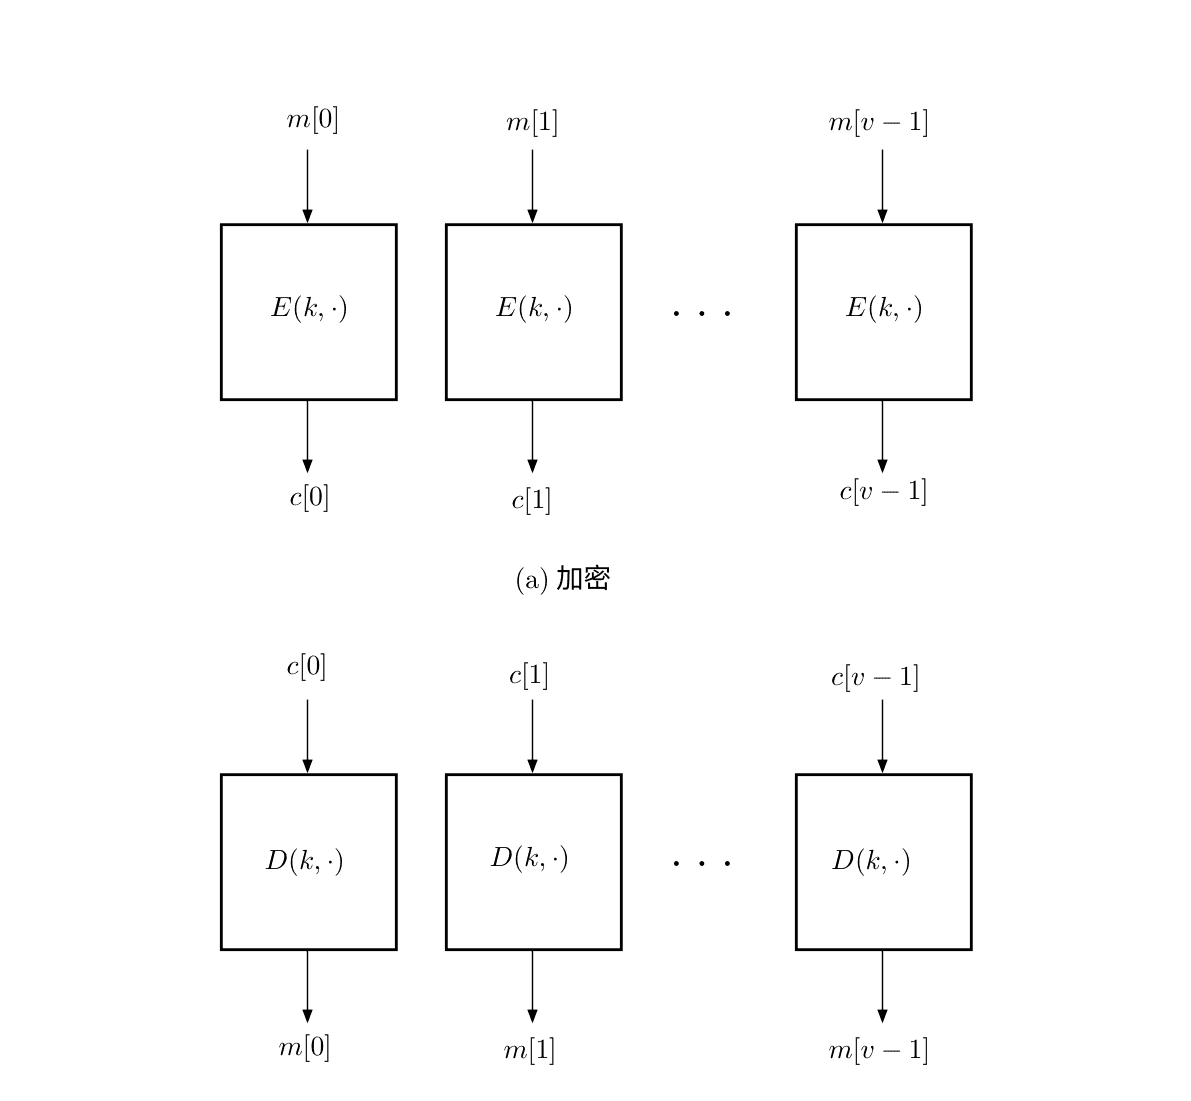 m[0] m[1] m[v − 1]
E(k, ·) E(k, ·) . . . E(k, ·)
c[0] c[1] c[v − 1]
(a) 加密
c[0] c[1] c[v − 1]
D(k, ·) D(k, ·) . . . D(k, ·)
m[0] m[1] m[v − 1]